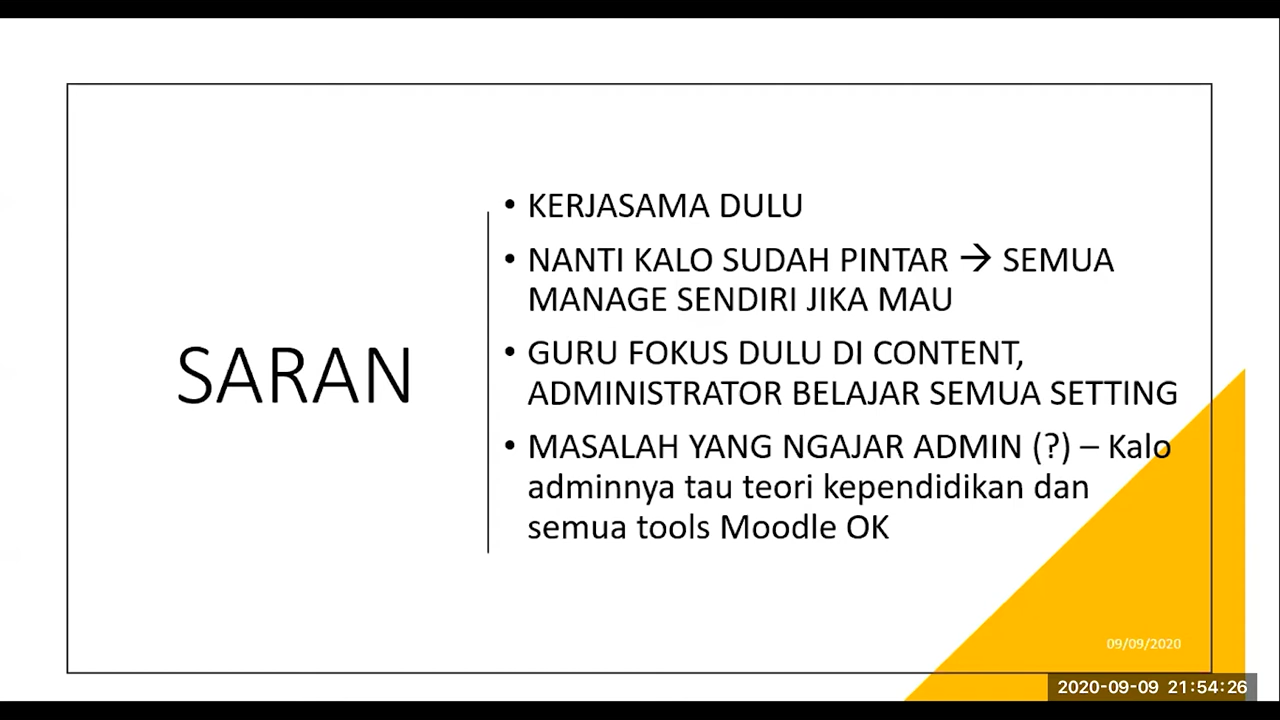 SARAN
• KERJASAMA DULU
• NANTI KALO SUDAH PINTAR → SEMUA
MANAGE SENDIRI JIKA MAU
• GURU FOKUS DULU DI CONTENT,
ADMINISTRATOR BELAJAR SEMUA SETTING
• MASALAH YANG NGAJAR ADMIN (?) – Kalo
adminnya tau teori kependidikan dan
semua tools Moodle OK
09/09/2020
2020-09-09 21:54:26